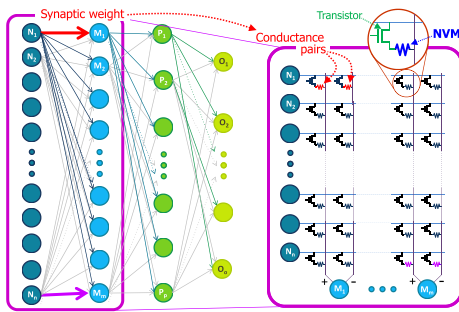 Synaptic weight
Transistor
NVM
Conductance
pairs
N₁
M₁
P₁
O₁
N₂
M₂
P₂
O₂
Nₙ
Mₘ
Pₚ
Oₒ
N₁
N₂
Nₙ
+
-
+
-
M₁
Mₘ